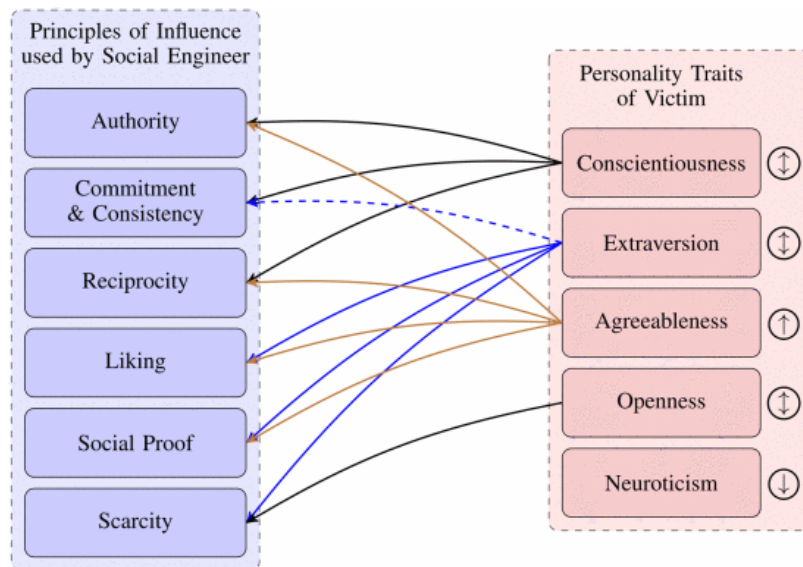 Principles of Influence
used by Social Engineer
Authority
Commitment
& Consistency
Reciprocity
Liking
Social Proof
Scarcity
Personality Traits
of Victim
Conscientiousness
↕
Extraversion
↕
Agreeableness
↑
Openness
↕
Neuroticism
↓